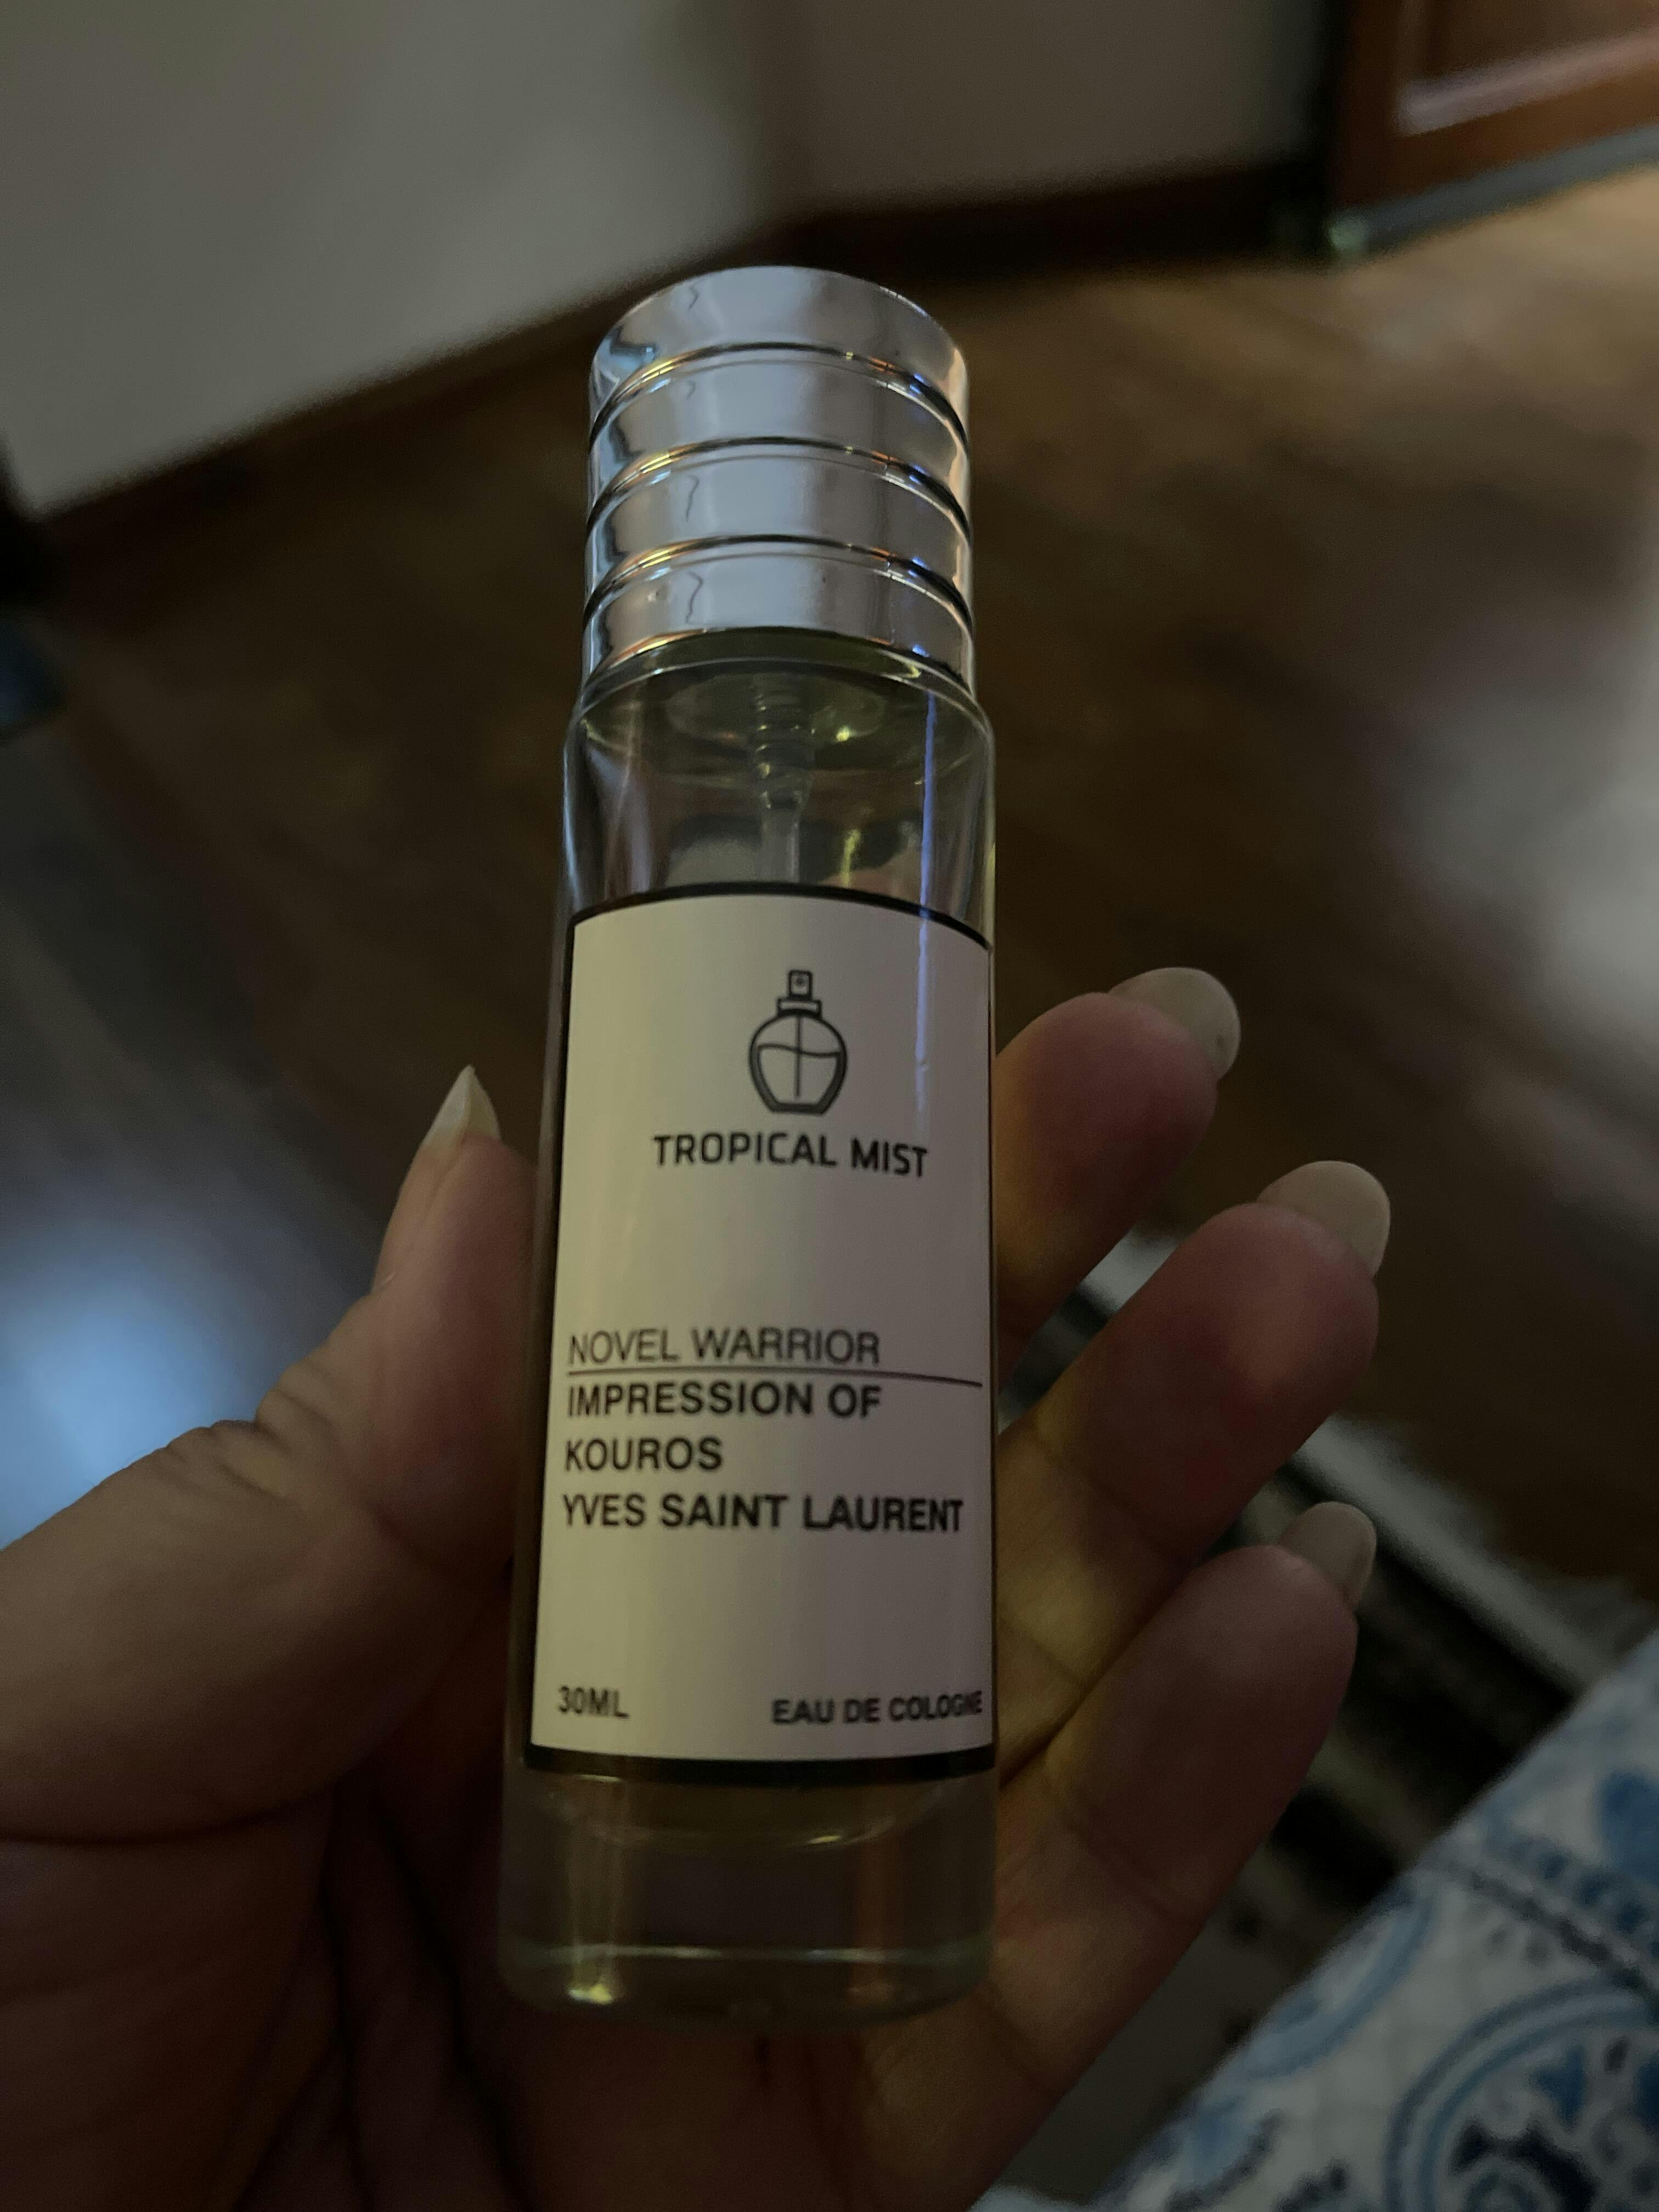 TROPICAL MIST
NOVEL WARRIOR
IMPRESSION OF
KOUROS
YVES SAINT LAURENT
30ML EAU DE COLOGNE